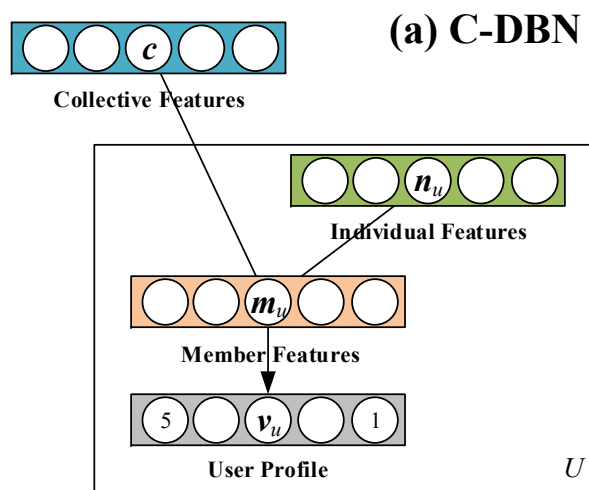 (a) C-DBN
c
Collective Features
n_u
Individual Features
m_u
Member Features
5 v_u 1
User Profile
U